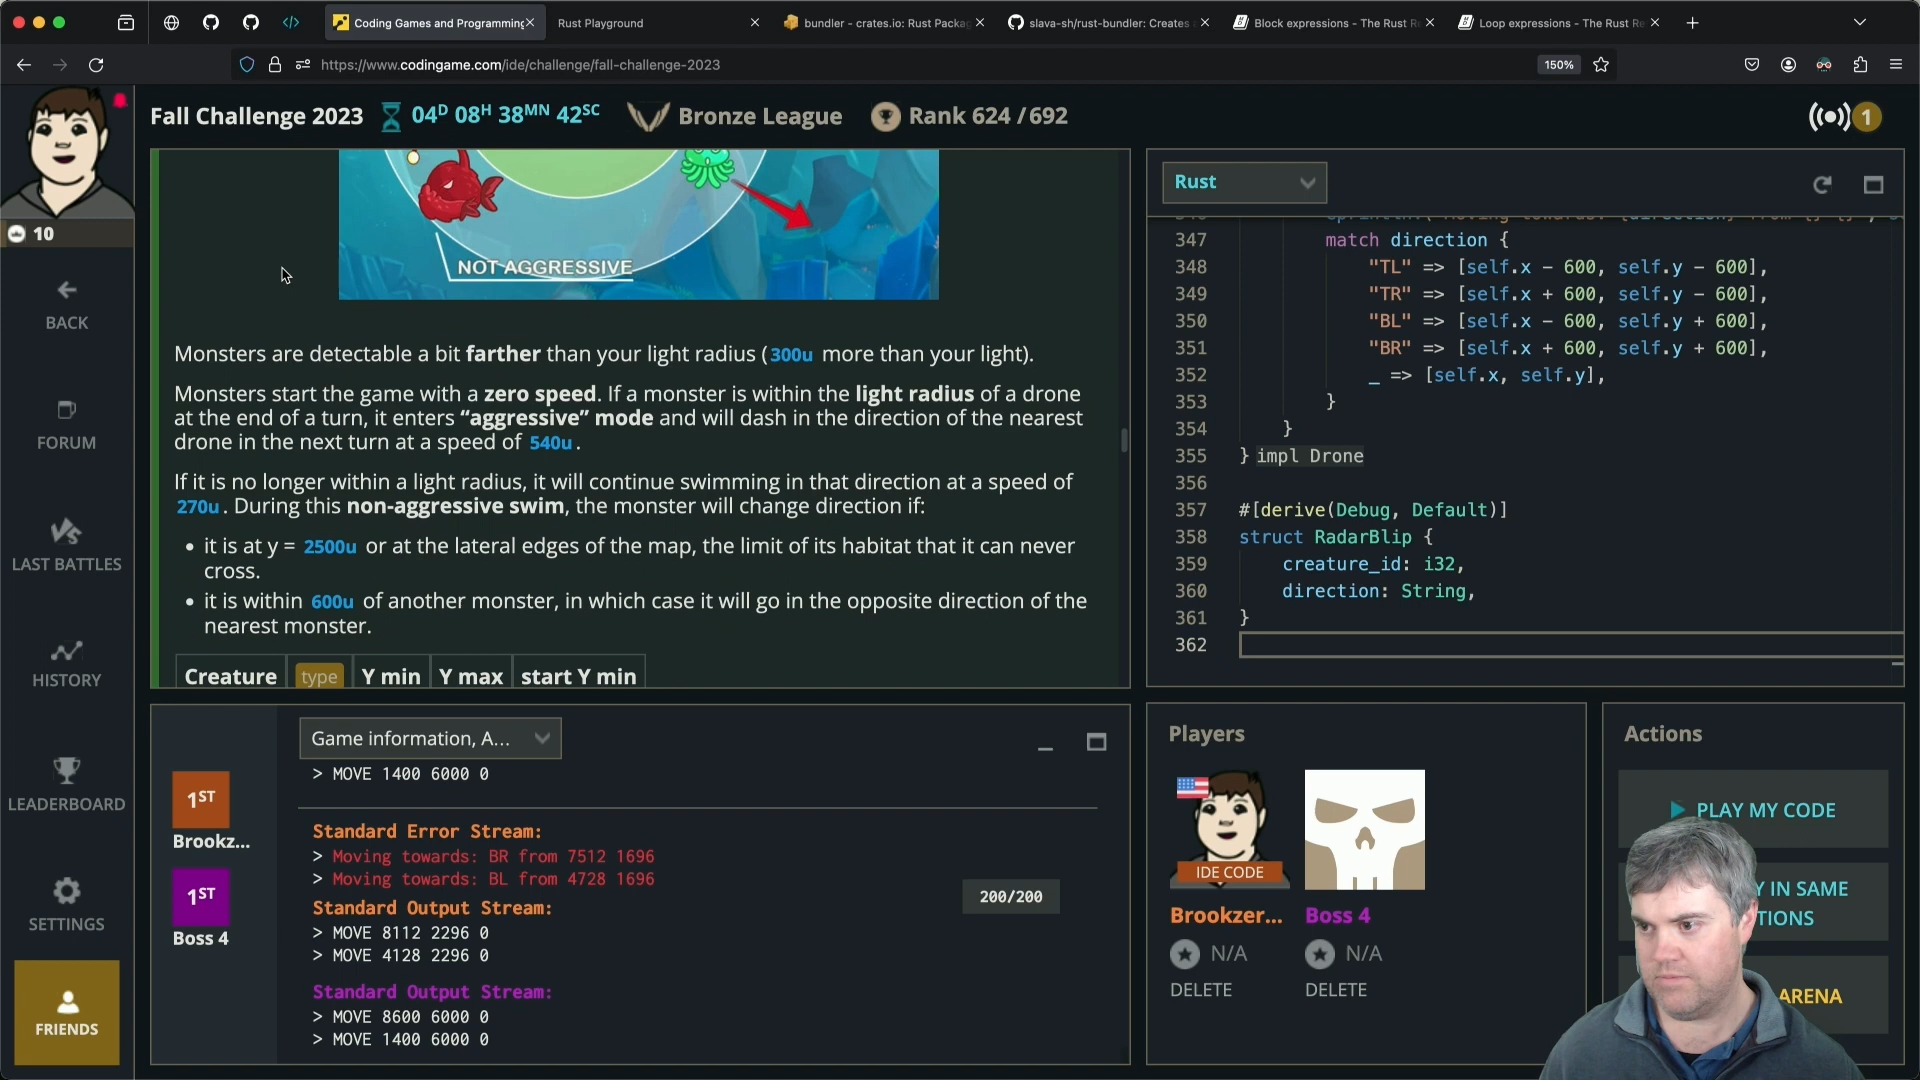 Coding Games and Programming
Rust Playground
bundler - crates.io: Rust Packa
slava-sh/rust-bundler: Creates
Block expressions - The Rust Re
Loop expressions - The Rust Re
https://www.codingame.com/ide/challenge/fall-challenge-2023
150%
Fall Challenge 2023
04D 08H 38MN 42SC
Bronze League
Rank 624 / 692
1
10
BACK
FORUM
LAST BATTLES
HISTORY
LEADERBOARD
SETTINGS
FRIENDS
NOT AGGRESSIVE
Monsters are detectable a bit farther than your light radius (300u more than your light).
Monsters start the game with a zero speed. If a monster is within the light radius of a drone
at the end of a turn, it enters “aggressive” mode and will dash in the direction of the nearest
drone in the next turn at a speed of 540u.
If it is no longer within a light radius, it will continue swimming in that direction at a speed of
270u. During this non-aggressive swim, the monster will change direction if:
• it is at y = 2500u or at the lateral edges of the map, the limit of its habitat that it can never
cross.
• it is within 600u of another monster, in which case it will go in the opposite direction of the
nearest monster.
Creature type Y min Y max start Y min
Rust
347 match direction {
348 "TL" => [self.x - 600, self.y - 600],
349 "TR" => [self.x + 600, self.y - 600],
350 "BL" => [self.x - 600, self.y + 600],
351 "BR" => [self.x + 600, self.y + 600],
352 _ => [self.x, self.y],
353 }
354 }
355 } impl Drone
356
357 #[derive(Debug, Default)]
358 struct RadarBlip {
359 creature_id: i32,
360 direction: String,
361 }
362
Game information, A...
1ST
Brookz...
1ST
Boss 4
> MOVE 1400 6000 0
Standard Error Stream:
> Moving towards: BR from 7512 1696
> Moving towards: BL from 4728 1696
Standard Output Stream:
> MOVE 8112 2296 0
> MOVE 4128 2296 0
Standard Output Stream:
> MOVE 8600 6000 0
> MOVE 1400 6000 0
200/200
Players
IDE CODE
Brookzer...
Boss 4
N/A
N/A
DELETE
DELETE
Actions
PLAY MY CODE
Y IN SAME
TIONS
ARENA